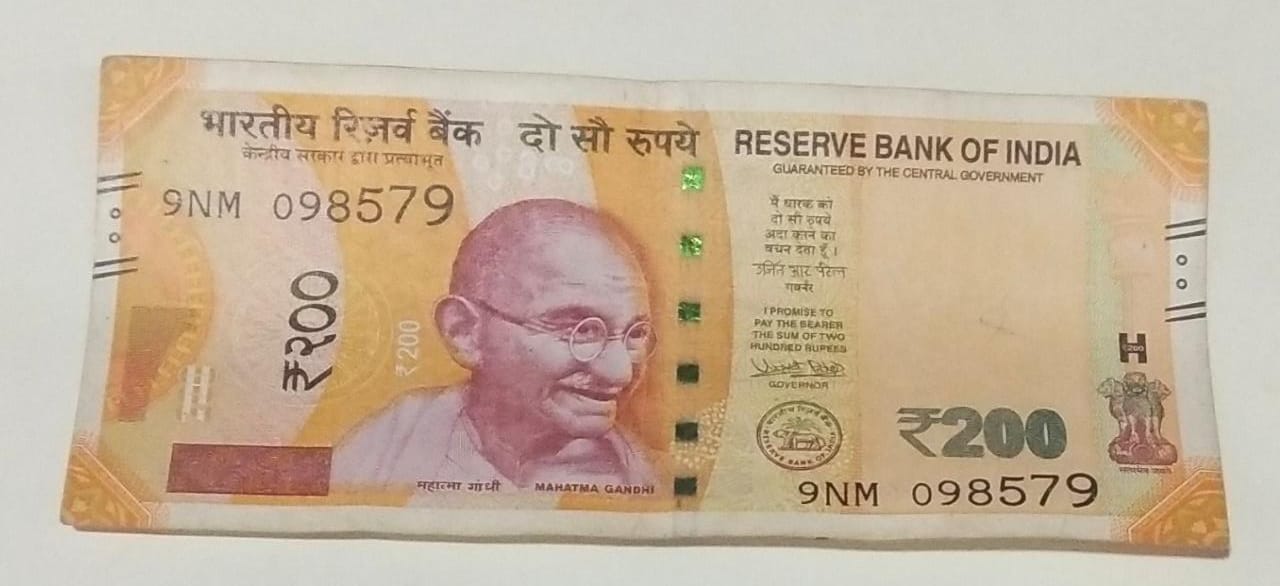 भारतीय रिज़र्व बैंक दो सौ रुपये RESERVE BANK OF INDIA
केन्द्रीय सरकार द्वारा प्रत्याभूत
GUARANTEED BY THE CENTRAL GOVERNMENT
9NM 098579
मैं धारक को
दो सौ रुपये
अदा करने का
वचन देता हूँ।
उर्जित आर पटेल
गवर्नर
I PROMISE TO
PAY THE BEARER
THE SUM OF TWO
HUNDRED RUPEES
GOVERNOR
₹२००
₹200
₹200
₹200
सत्यमेव जयते
महात्मा गांधी MAHATMA GANDHI
9NM 098579